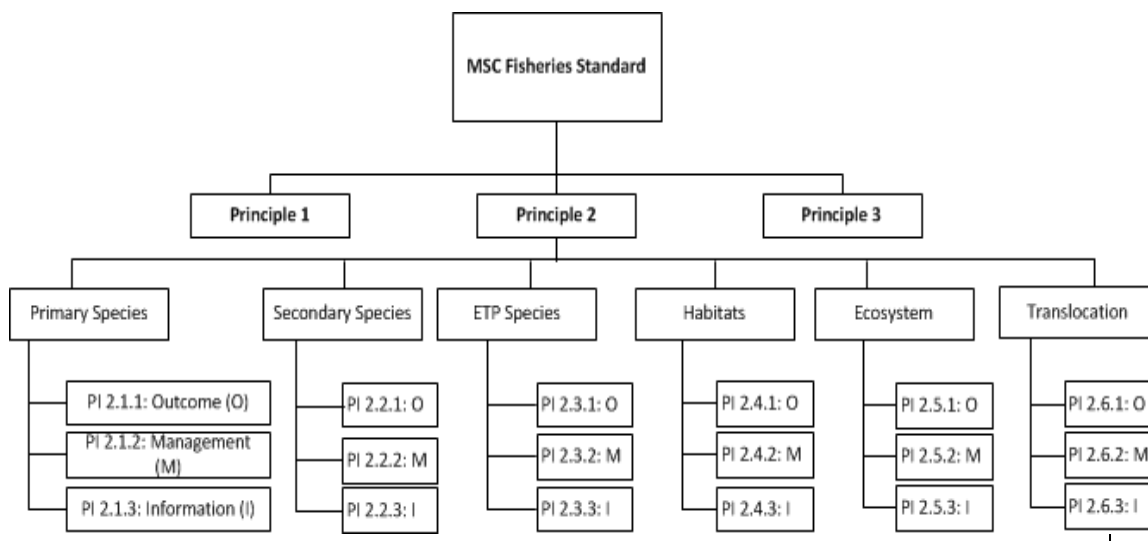 MSC Fisheries Standard
Principle 1
Principle 2
Principle 3
Primary Species
Secondary Species
ETP Species
Habitats
Ecosystem
Translocation
PI 2.1.1: Outcome (O)
PI 2.1.2: Management
(M)
PI 2.1.3: Information (I)
PI 2.2.1: O
PI 2.2.2: M
PI 2.2.3: I
PI 2.3.1: O
PI 2.3.2: M
PI 2.3.3: I
PI 2.4.1: O
PI 2.4.2: M
PI 2.4.3: I
PI 2.5.1: O
PI 2.5.2: M
PI 2.5.3: I
PI 2.6.1: O
PI 2.6.2: M
PI 2.6.3: I